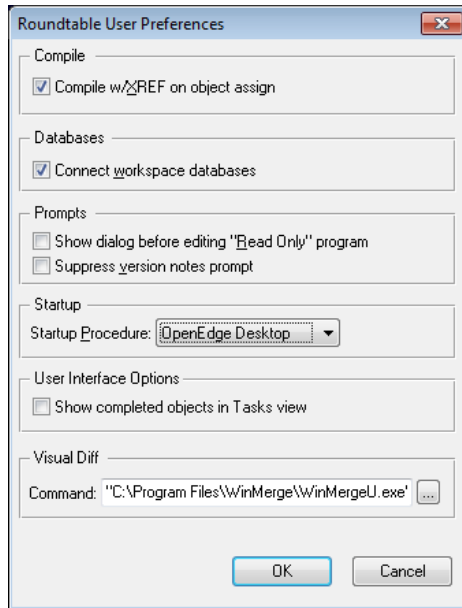 Roundtable User Preferences
Compile
Compile w/XREF on object assign
Databases
Connect workspace databases
Prompts
Show dialog before editing "Read Only" program
Suppress version notes prompt
Startup
Startup Procedure: OpenEdge Desktop
User Interface Options
Show completed objects in Tasks view
Visual Diff
Command: "C:\Program Files\WinMerge\WinMergeU.exe' ...
OK Cancel